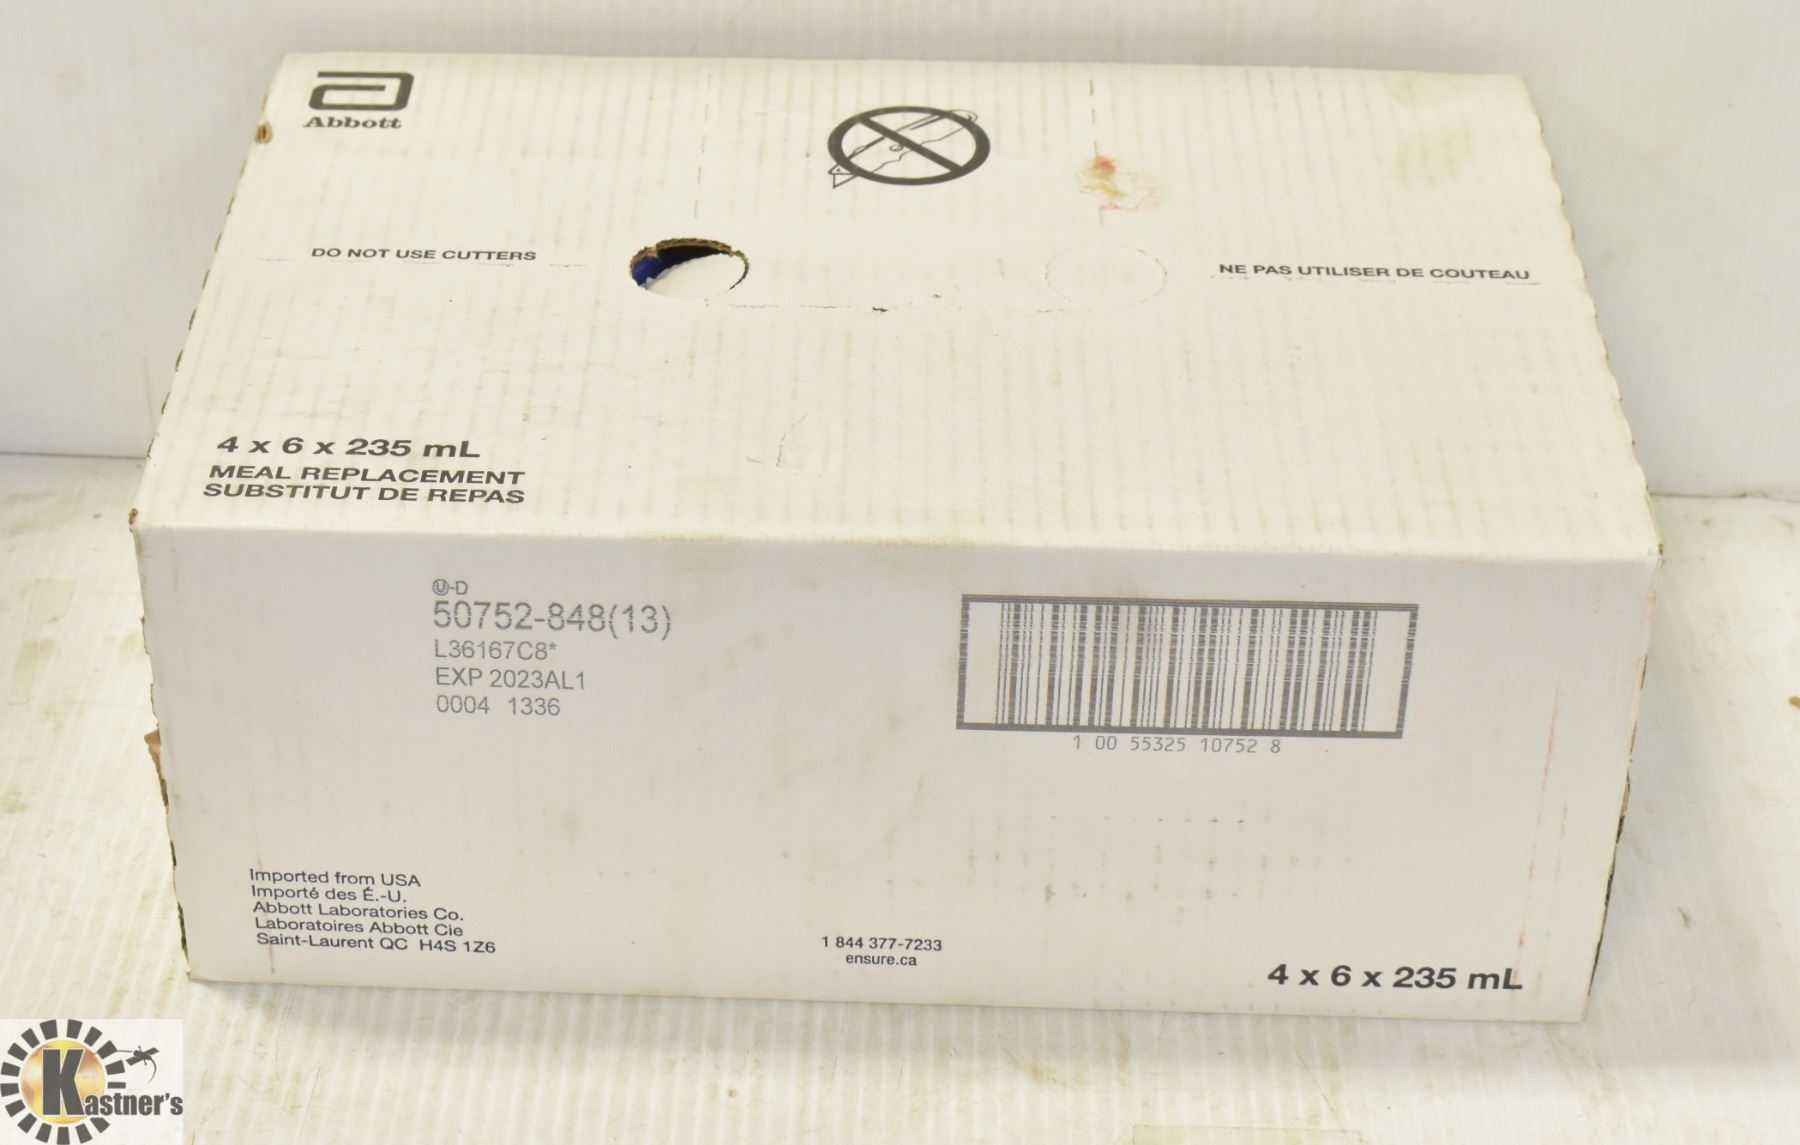 Abbott
DO NOT USE CUTTERS
NE PAS UTILISER DE COUTEAU
4 x 6 x 235 mL
MEAL REPLACEMENT
SUBSTITUT DE REPAS
Ⓤ-D
50752-848(13)
L36167C8*
EXP 2023AL1
0004 1336
1 00 55325 10752 8
Imported from USA
Importé des É.-U.
Abbott Laboratories Co.
Laboratoires Abbott Cie
Saint-Laurent QC H4S 1Z6
1 844 377-7233
ensure.ca
4 x 6 x 235 mL
Kastner's